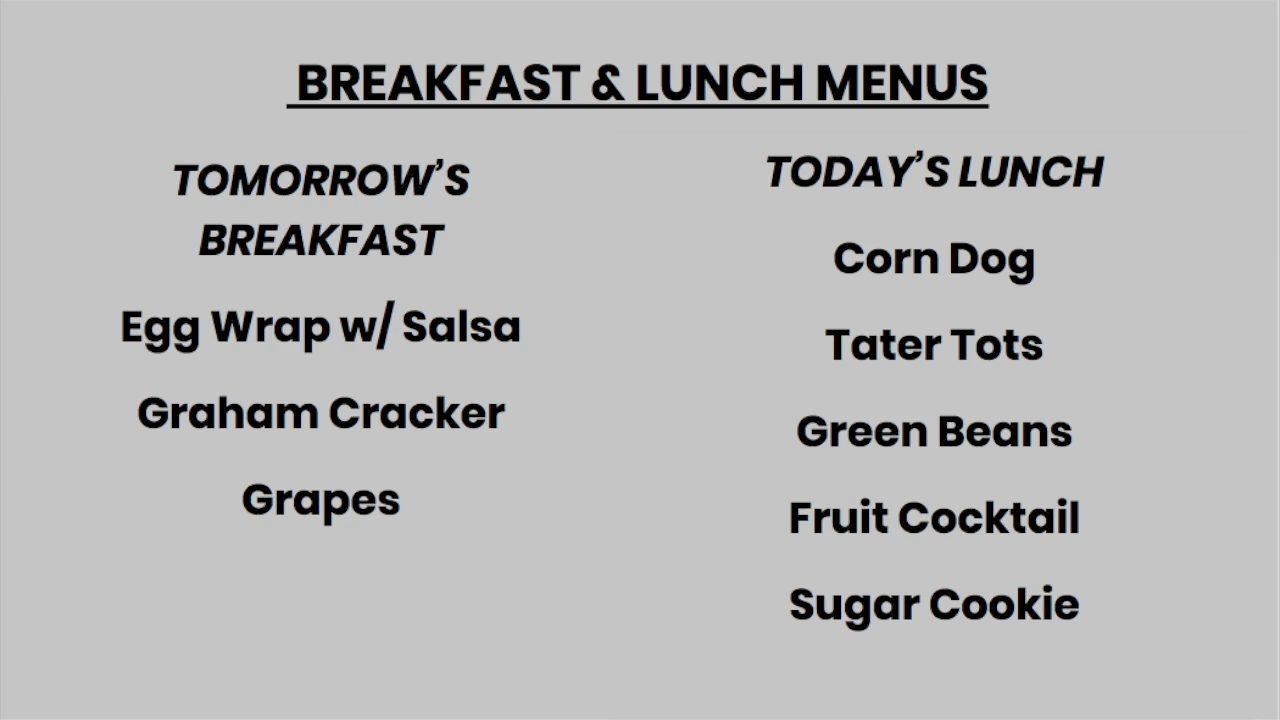 BREAKFAST & LUNCH MENUS
TOMORROW’S
BREAKFAST
Egg Wrap w/ Salsa
Graham Cracker
Grapes
TODAY’S LUNCH
Corn Dog
Tater Tots
Green Beans
Fruit Cocktail
Sugar Cookie